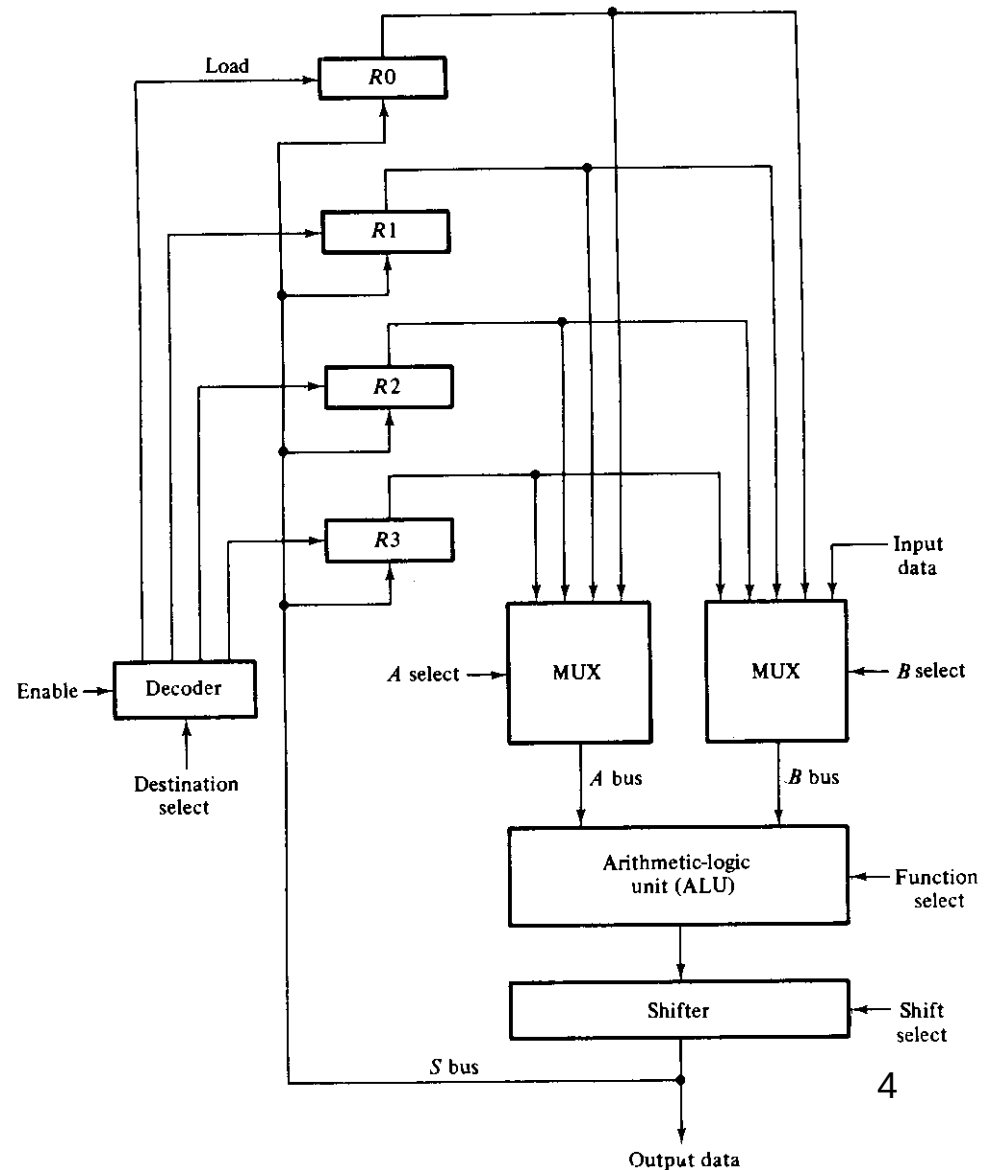 Load
R0
R1
R2
R3
Input
data
A select
MUX
MUX
B select
Enable
Decoder
Destination
select
A bus
B bus
Arithmetic-logic
unit (ALU)
Function
select
Shifter
Shift
select
S bus
4
Output data